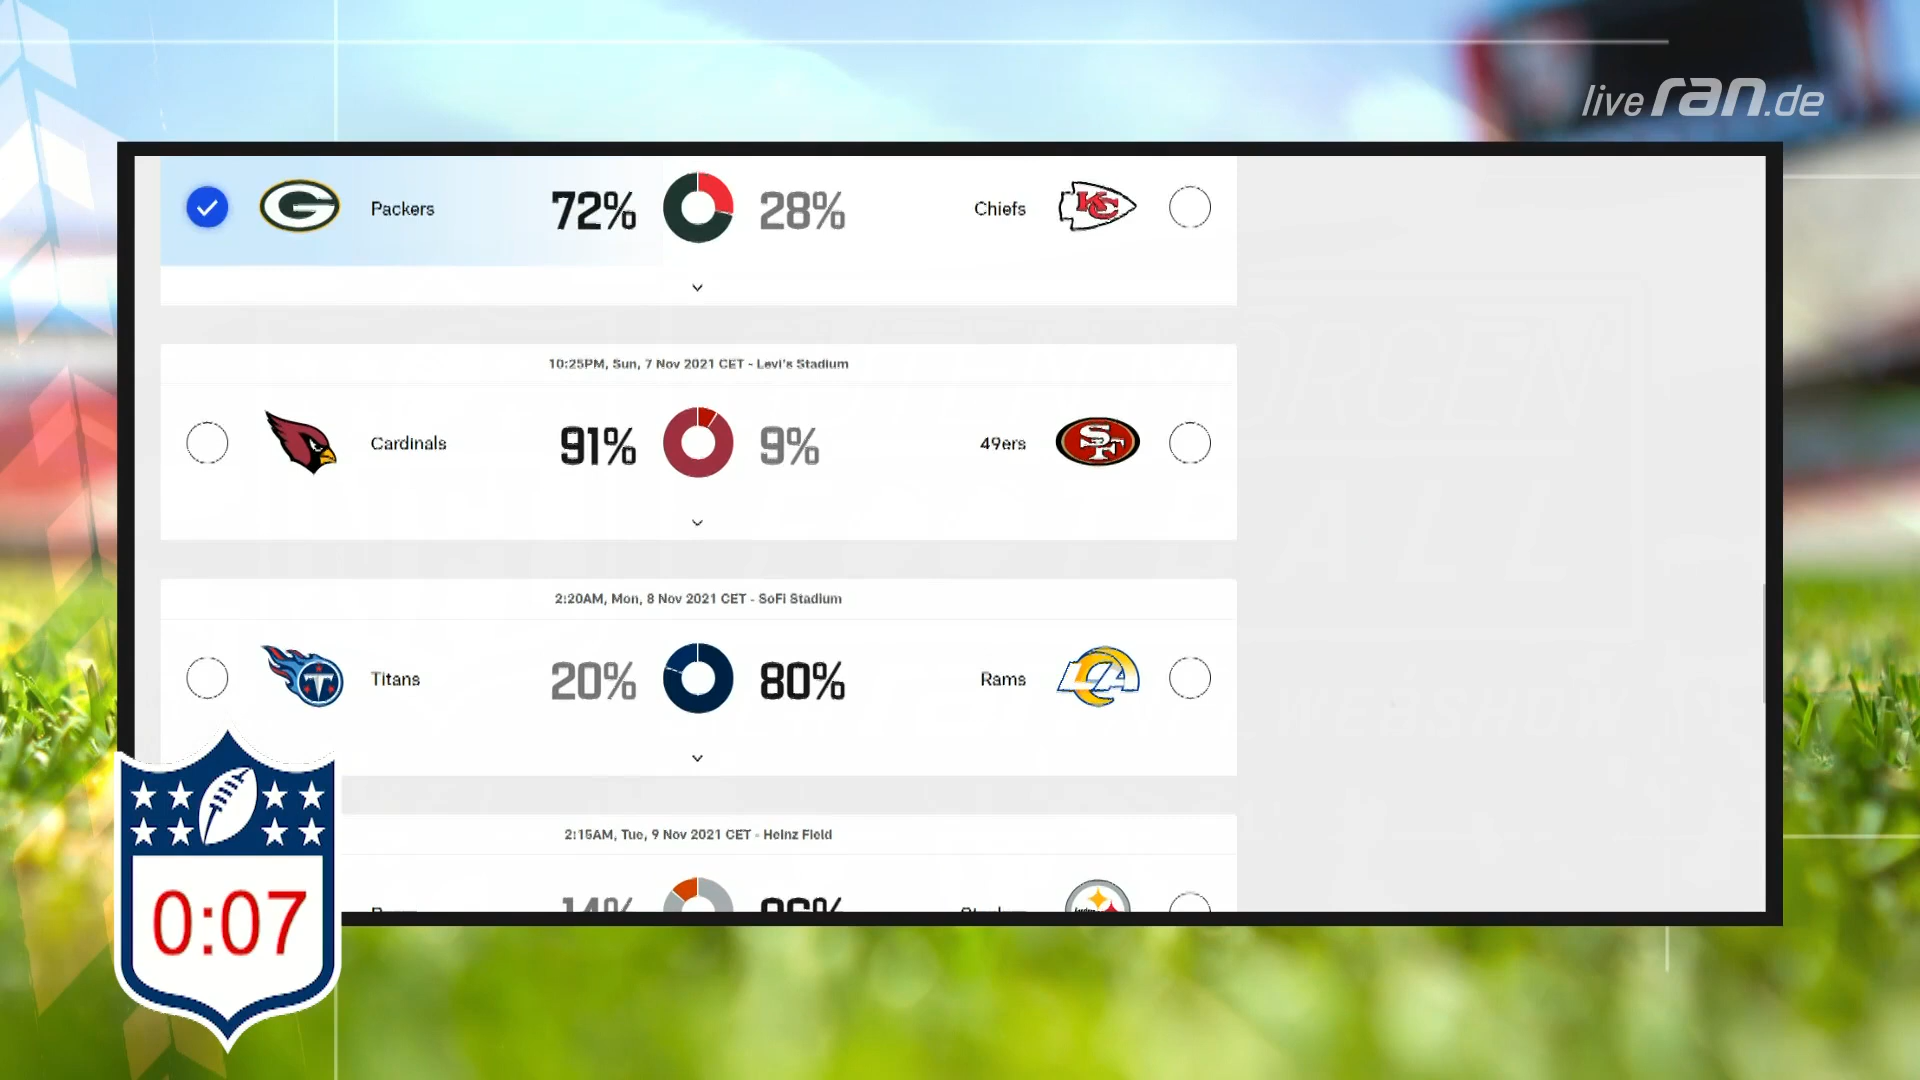 live ran.de
Packers 72% 28% Chiefs
10:25PM, Sun, 7 Nov 2021 CET - Levi's Stadium
Cardinals 91% 9% 49ers
2:20AM, Mon, 8 Nov 2021 CET - SoFi Stadium
Titans 20% 80% Rams
2:15AM, Tue, 9 Nov 2021 CET - Heinz Field
14%
0:07